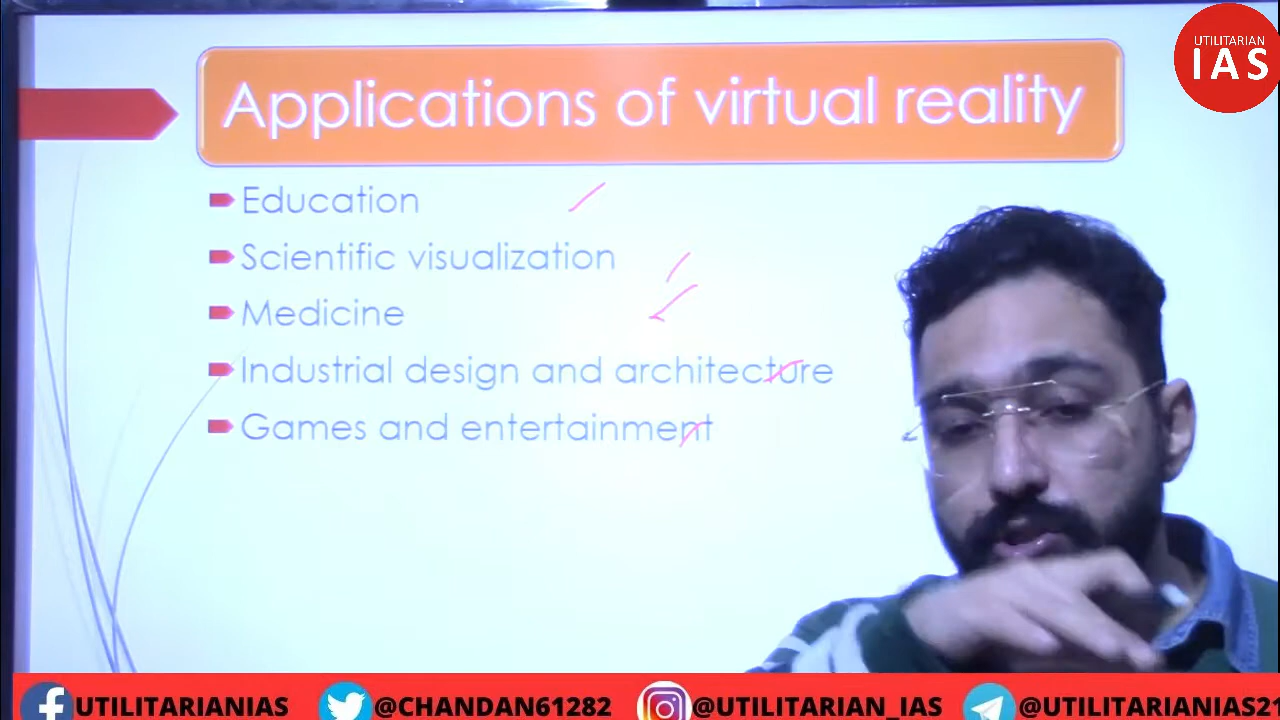 UTILITARIAN
IAS
Applications of virtual reality
Education
Scientific visualization
Medicine
Industrial design and architecture
Games and entertainment
UTILITARIANIAS @CHANDAN61282 @UTILITARIAN_IAS @UTILITARIANIAS21